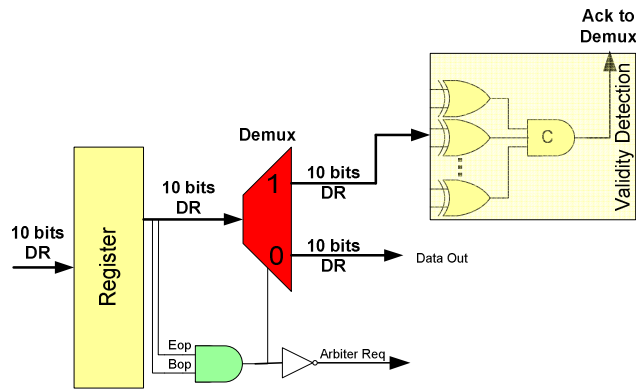 Ack to
Demux
Validity Detection
C
Demux
1
10 bits
DR
10 bits
DR
10 bits
DR
0
10 bits
DR
Data Out
Register
Eop
Bop
Arbiter Req